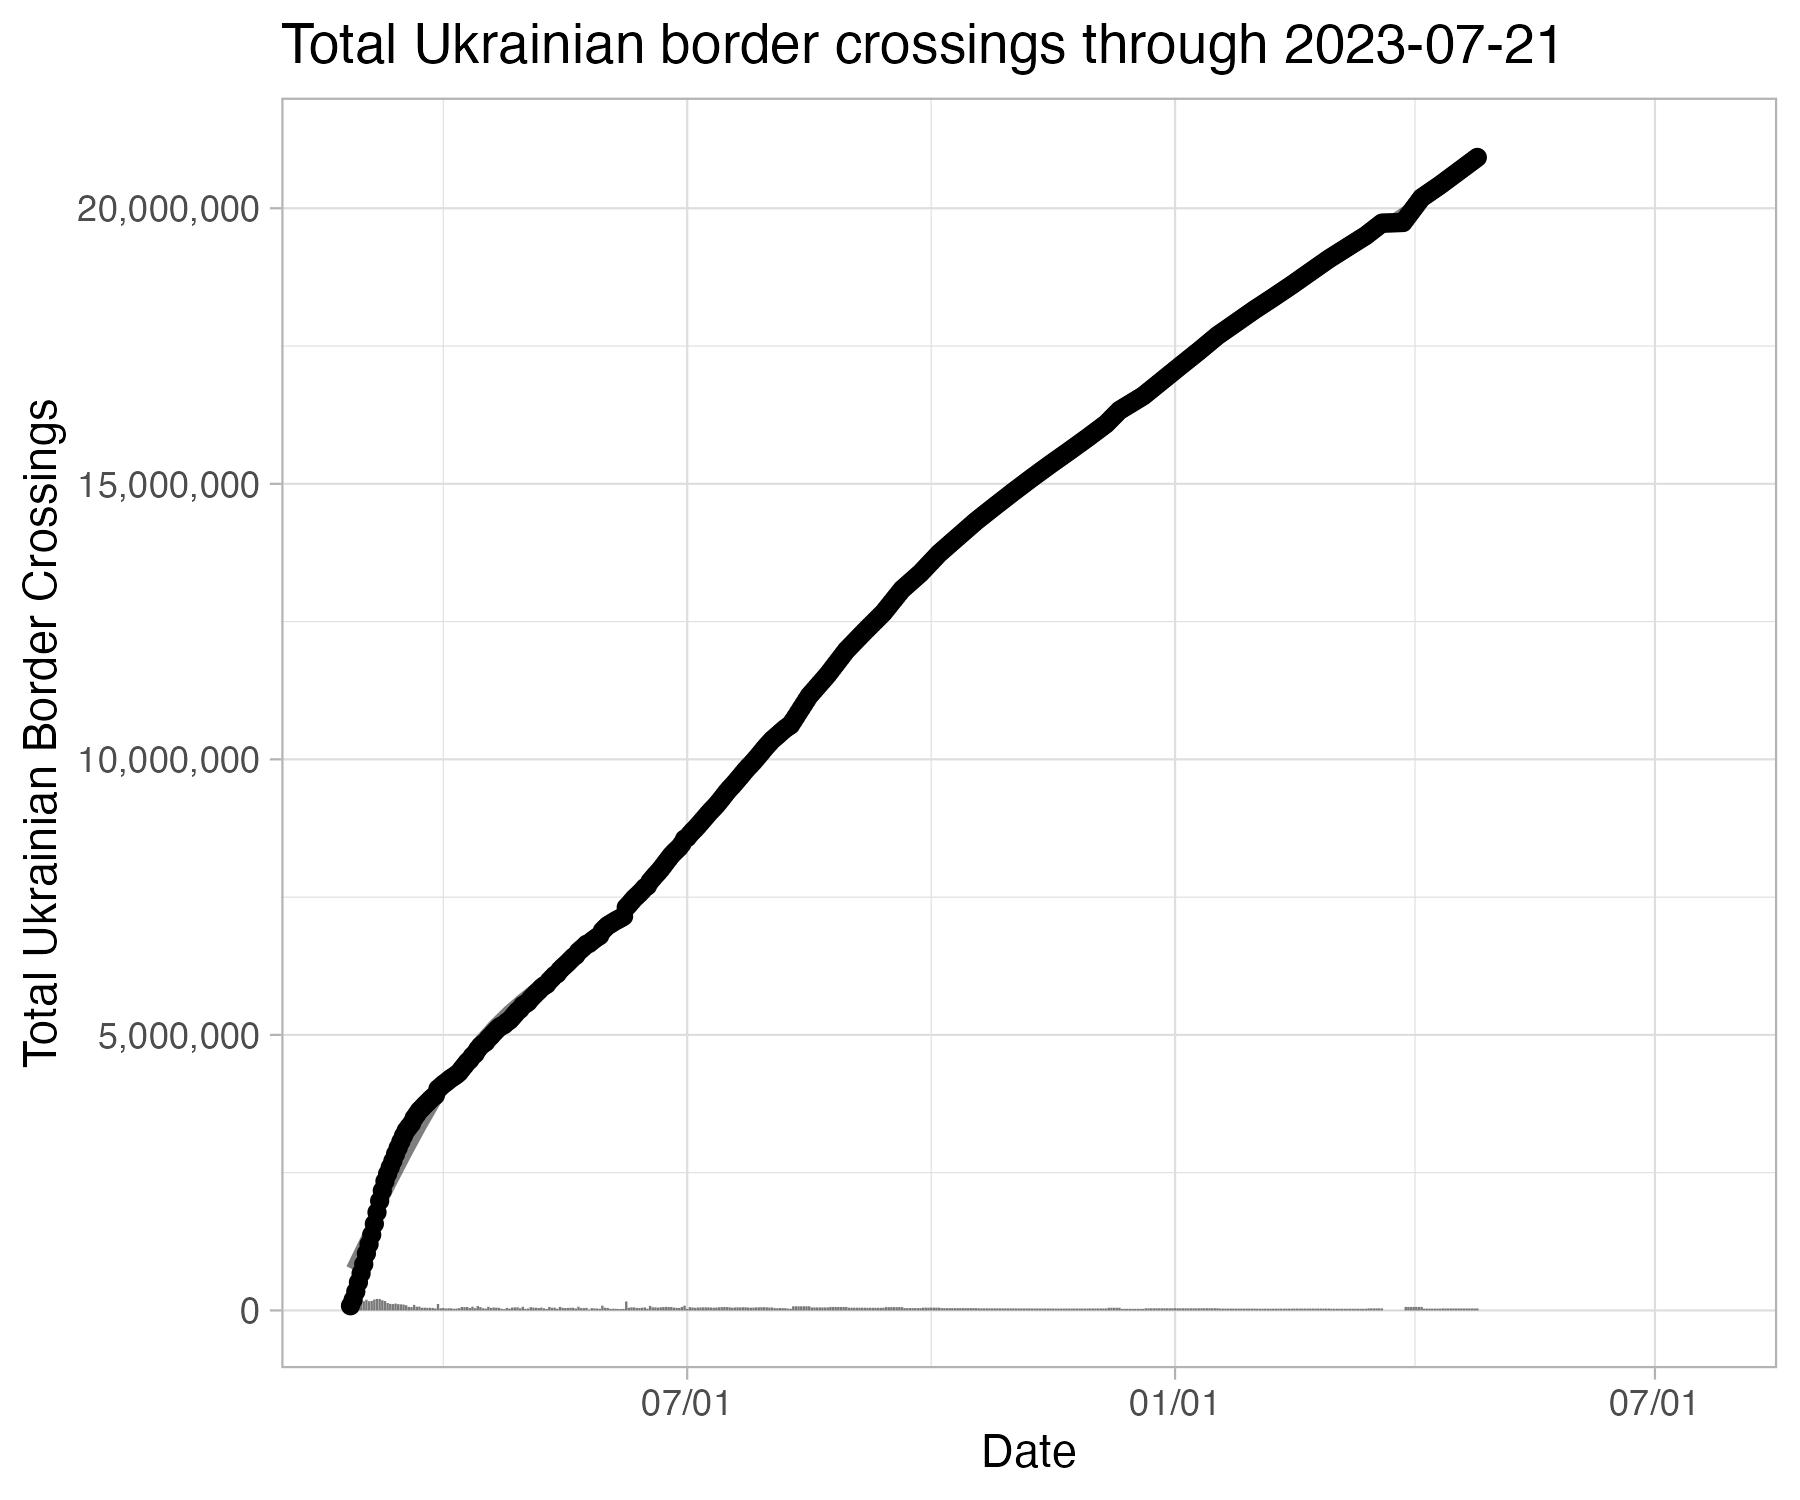 Total Ukrainian border crossings through 2023-07-21
Total Ukrainian Border Crossings
20,000,000
15,000,000
10,000,000
5,000,000
0
07/01
01/01
07/01
Date